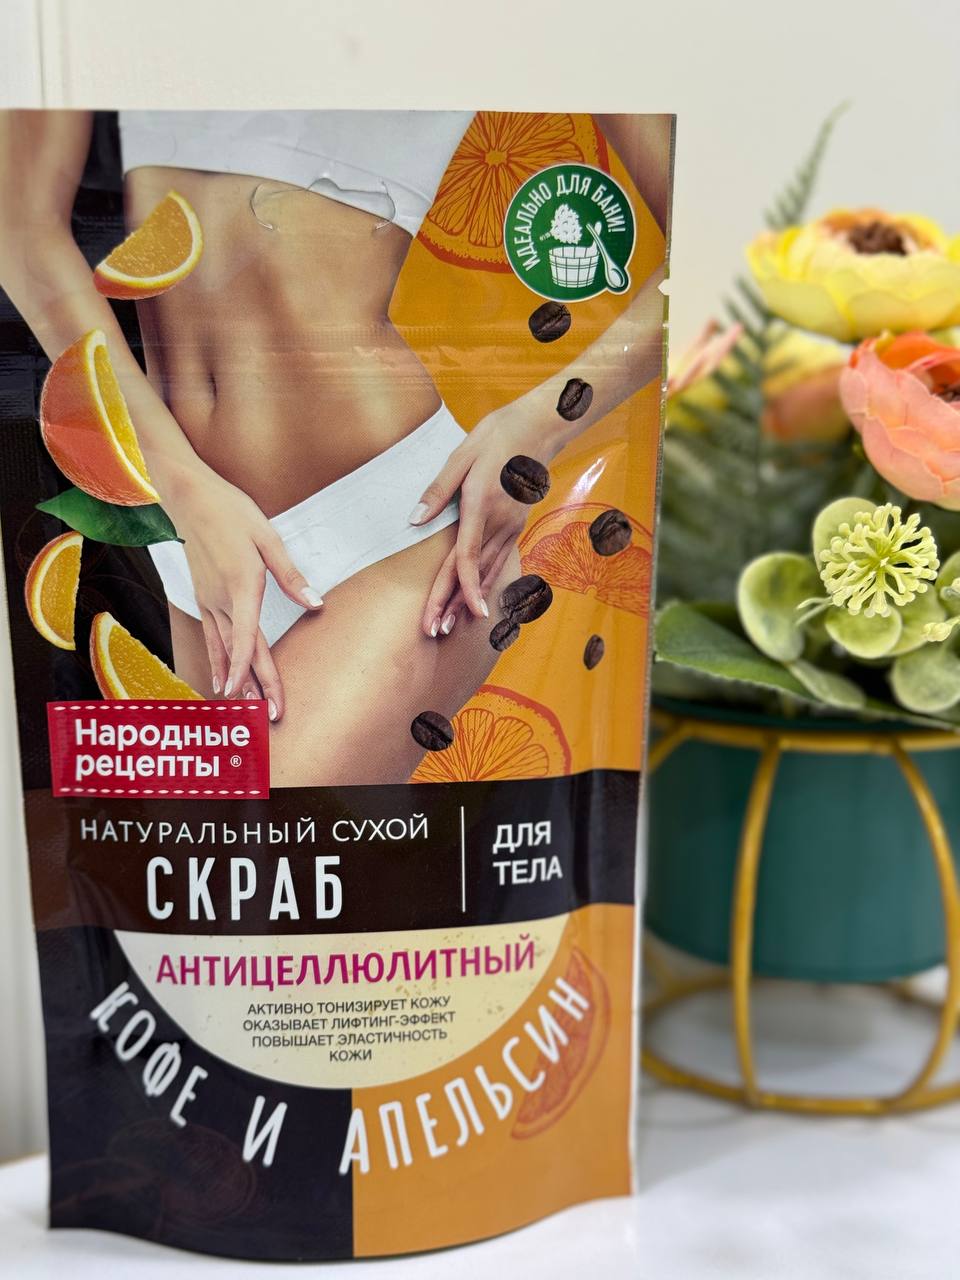 ИДЕАЛЬНО ДЛЯ БАНИ!
Народные
рецепты ®
НАТУРАЛЬНЫЙ СУХОЙ
СКРАБ
ДЛЯ
ТЕЛА
АНТИЦЕЛЛЮЛИТНЫЙ
АКТИВНО ТОНИЗИРУЕТ КОЖУ
ОКАЗЫВАЕТ ЛИФТИНГ-ЭФФЕКТ
ПОВЫШАЕТ ЭЛАСТИЧНОСТЬ
КОЖИ
КОФЕ И АПЕЛЬСИН